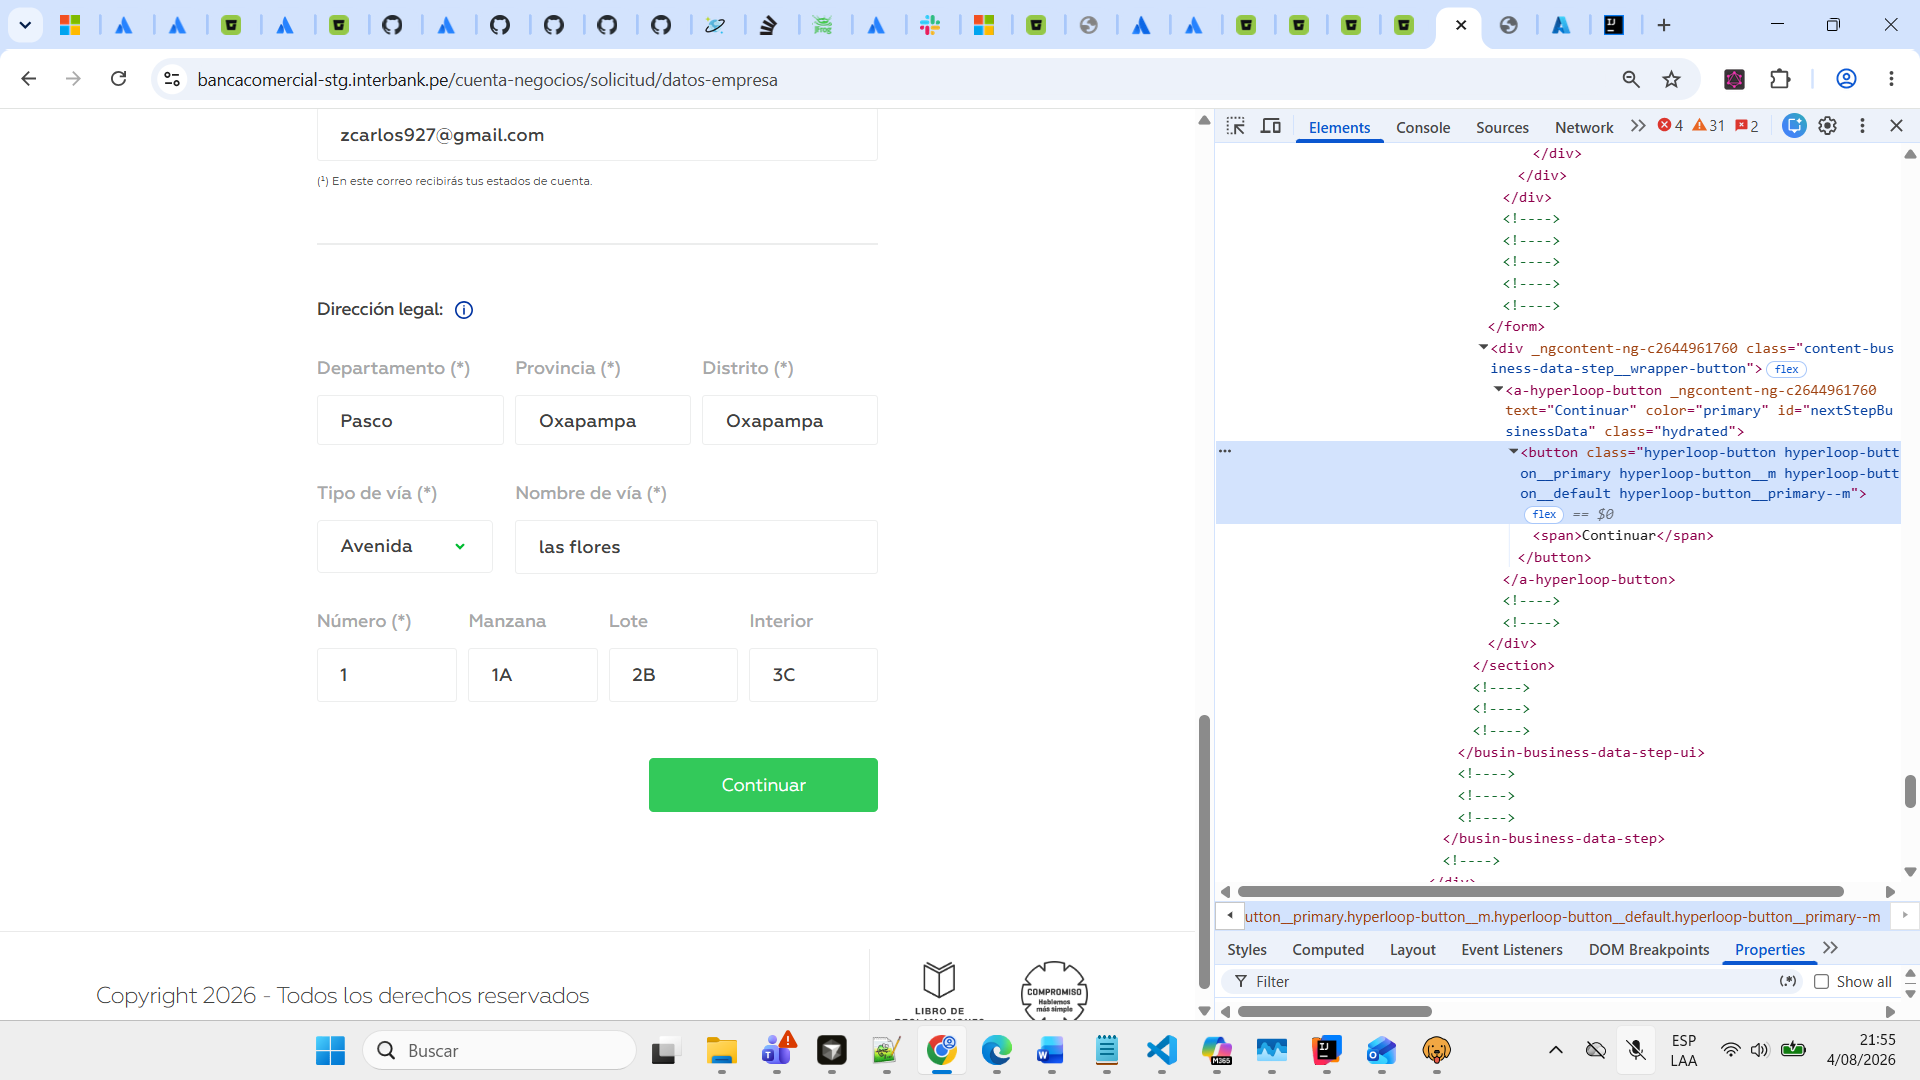 bancacomercial-stg.interbank.pe/cuenta-negocios/solicitud/datos-empresa
zcarlos927@gmail.com
(¹) En este correo recibirás tus estados de cuenta.
Dirección legal:
Departamento (*) Provincia (*) Distrito (*)
Pasco Oxapampa Oxapampa
Tipo de vía (*) Nombre de vía (*)
Avenida las flores
Número (*) Manzana Lote Interior
1 1A 2B 3C
Continuar
Copyright 2026 - Todos los derechos reservados
LIBRO DE
COMPROMISO
Hablemos
más simple
Elements Console Sources Network 4 31 2
</div>
</div>
</div>
<!---->
<!---->
<!---->
<!---->
<!---->
</form>
<div _ngcontent-ng-c2644961760 class="content-bus
iness-data-step__wrapper-button"> flex
<a-hyperloop-button _ngcontent-ng-c2644961760
text="Continuar" color="primary" id="nextStepBu
sinessData" class="hydrated">
<button class="hyperloop-button hyperloop-butt
on__primary hyperloop-button__m hyperloop-butt
on__default hyperloop-button__primary--m">
flex == $0
<span>Continuar</span>
</button>
</a-hyperloop-button>
<!---->
<!---->
</div>
</section>
<!---->
<!---->
<!---->
</busin-business-data-step-ui>
<!---->
<!---->
<!---->
</busin-business-data-step>
<!---->
</div>
utton__primary.hyperloop-button__m.hyperloop-button__default.hyperloop-button__primary--m
Styles Computed Layout Event Listeners DOM Breakpoints Properties
Filter (.*) Show all
Buscar
ESP
LAA
21:55
4/08/2026